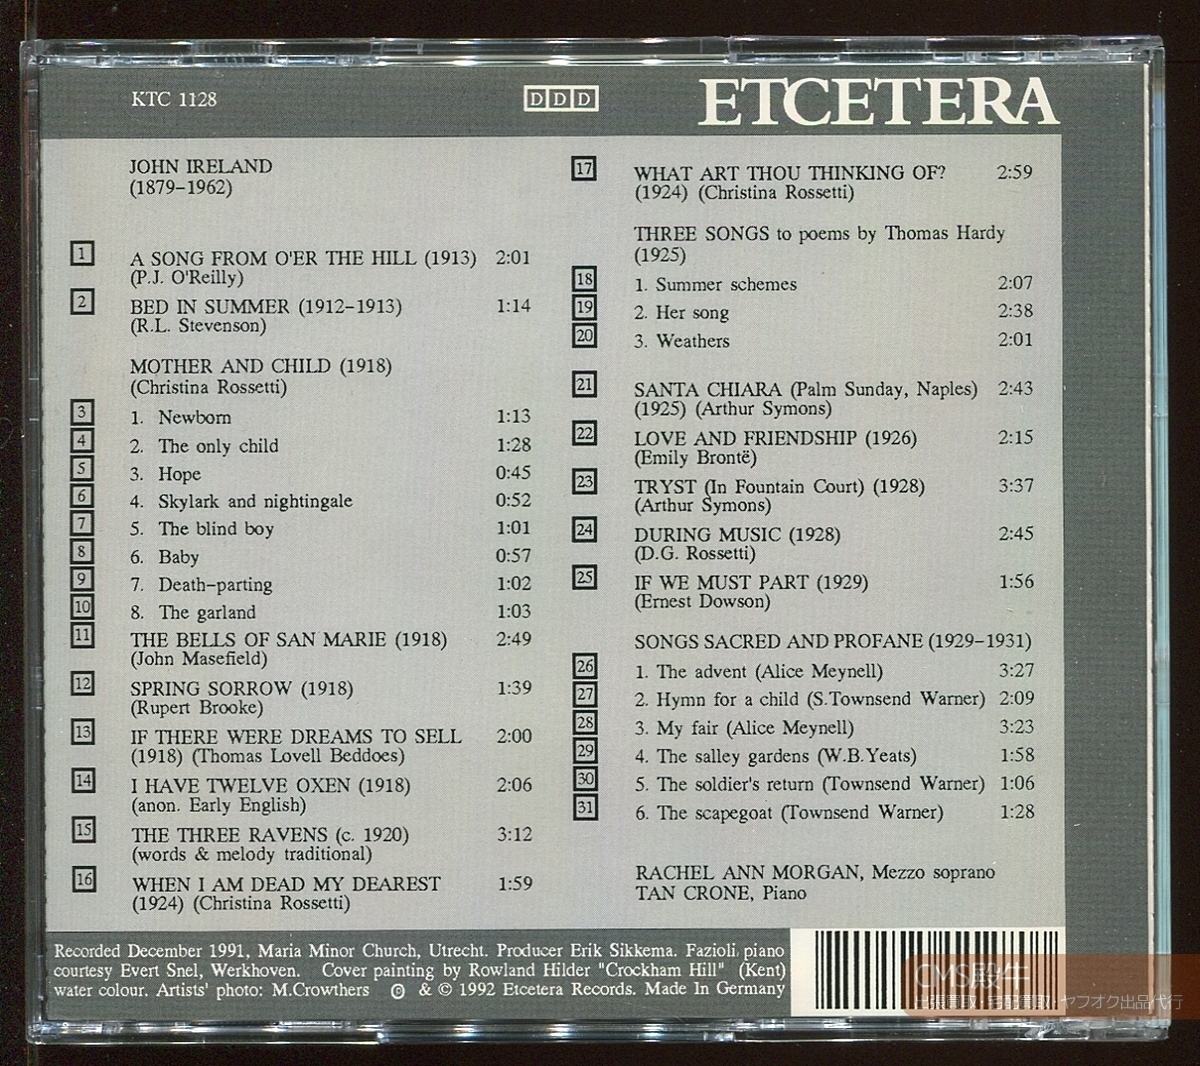 KTC 1128
DDD
ETCETERA
JOHN IRELAND
(1879–1962)
1 A SONG FROM O'ER THE HILL (1913) 2:01
(P.J. O'Reilly)
2 BED IN SUMMER (1912–1913) 1:14
(R.L. Stevenson)
MOTHER AND CHILD (1918)
(Christina Rossetti)
3 1. Newborn 1:13
4 2. The only child 1:28
5 3. Hope 0:45
6 4. Skylark and nightingale 0:52
7 5. The blind boy 1:01
8 6. Baby 0:57
9 7. Death–parting 1:02
10 8. The garland 1:03
11 THE BELLS OF SAN MARIE (1918) 2:49
(John Masefield)
12 SPRING SORROW (1918) 1:39
(Rupert Brooke)
13 IF THERE WERE DREAMS TO SELL 2:00
(1918) (Thomas Lovell Beddoes)
14 I HAVE TWELVE OXEN (1918) 2:06
(anon. Early English)
15 THE THREE RAVENS (c. 1920) 3:12
(words & melody traditional)
16 WHEN I AM DEAD MY DEAREST 1:59
(1924) (Christina Rossetti)
17 WHAT ART THOU THINKING OF? 2:59
(1924) (Christina Rossetti)
THREE SONGS to poems by Thomas Hardy
(1925)
18 1. Summer schemes 2:07
19 2. Her song 2:38
20 3. Weathers 2:01
21 SANTA CHIARA (Palm Sunday, Naples) 2:43
(1925) (Arthur Symons)
22 LOVE AND FRIENDSHIP (1926) 2:15
(Emily Brontë)
23 TRYST (In Fountain Court) (1928) 3:37
(Arthur Symons)
24 DURING MUSIC (1928) 2:45
(D.G. Rossetti)
25 IF WE MUST PART (1929) 1:56
(Ernest Dowson)
SONGS SACRED AND PROFANE (1929–1931)
26 1. The advent (Alice Meynell) 3:27
27 2. Hymn for a child (S.Townsend Warner) 2:09
28 3. My fair (Alice Meynell) 3:23
29 4. The salley gardens (W.B.Yeats) 1:58
30 5. The soldier's return (Townsend Warner) 1:06
31 6. The scapegoat (Townsend Warner) 1:28
RACHEL ANN MORGAN, Mezzo soprano
TAN CRONE, Piano
Recorded December 1991, Maria Minor Church, Utrecht. Producer Erik Sikkema. Fazioli piano
courtesy Evert Snel, Werkhoven. Cover painting by Rowland Hilder "Crockham Hill" (Kent)
water colour. Artists' photo: M.Crowthers ℗ & © 1992 Etcetera Records. Made In Germany
CMS殿牛
出張買取・宅配買取・ヤフオク出品代行